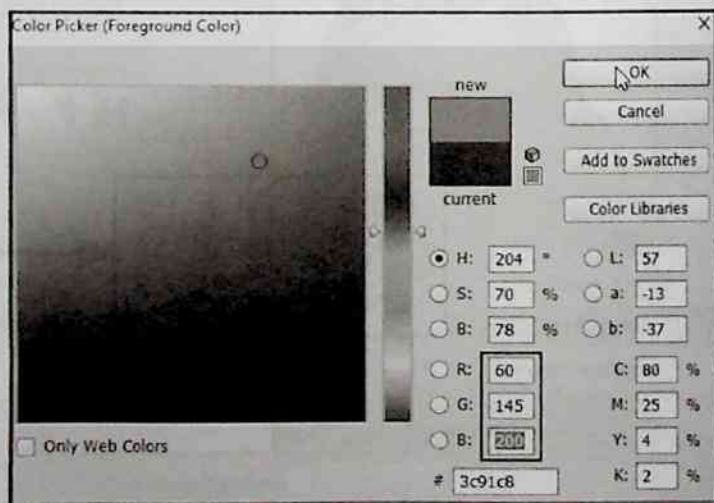 Color Picker (Foreground Color)
×
new
current
OK
Cancel
Add to Swatches
Color Libraries
H: 204 °
S: 70 %
B: 78 %
R: 60
G: 145
B: 200
# 3c91c8
L: 57
a: -13
b: -37
C: 80 %
M: 25 %
Y: 4 %
K: 2 %
Only Web Colors